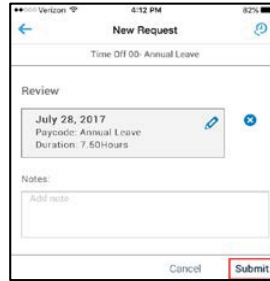 Verizon 4:12 PM 82%
New Request
Time Off 00- Annual Leave
Review
July 28, 2017
Paycode: Annual Leave
Duration: 7.50Hours
Notes:
Add note
Cancel Submit